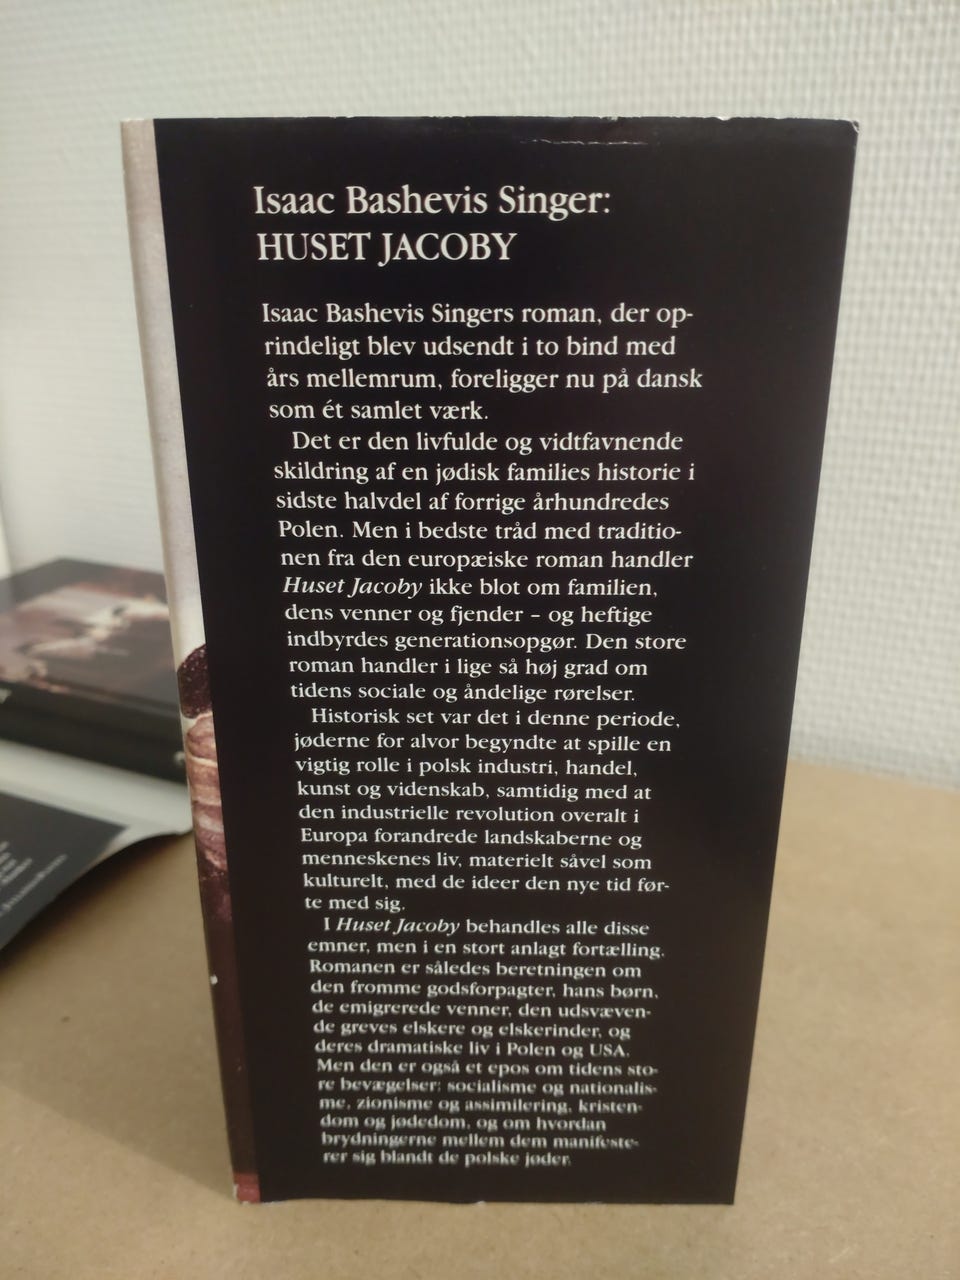 Isaac Bashevis Singer:
HUSET JACOBY
Isaac Bashevis Singers roman, der op-
rindeligt blev udsendt i to bind med
års mellemrum, foreligger nu på dansk
som ét samlet værk.
Det er den livfulde og vidtfavnende
skildring af en jødisk families historie i
sidste halvdel af forrige århundredes
Polen. Men i bedste tråd med traditio-
nen fra den europæiske roman handler
Huset Jacoby ikke blot om familien,
dens venner og fjender – og heftige
indbyrdes generationsopgør. Den store
roman handler i lige så høj grad om
tidens sociale og åndelige rørelser.
Historisk set var det i denne periode,
jøderne for alvor begyndte at spille en
vigtig rolle i polsk industri, handel,
kunst og videnskab, samtidig med at
den industrielle revolution overalt i
Europa forandrede landskaberne og
menneskenes liv, materielt såvel som
kulturelt, med de ideer den nye tid før-
te med sig.
I Huset Jacoby behandles alle disse
emner, men i en stort anlagt fortælling.
Romanen er således beretningen om
den fromme godsforpagter, hans børn,
de emigrerede venner, den udsvæven-
de greves elskere og elskerinder, og
deres dramatiske liv i Polen og USA.
Men den er også et epos om tidens sto-
re bevægelser: socialisme og nationalis-
me, zionisme og assimilering, kristen-
dom og jødedom, og om hvordan
brydningerne mellem dem manifeste-
rer sig blandt de polske jøder.